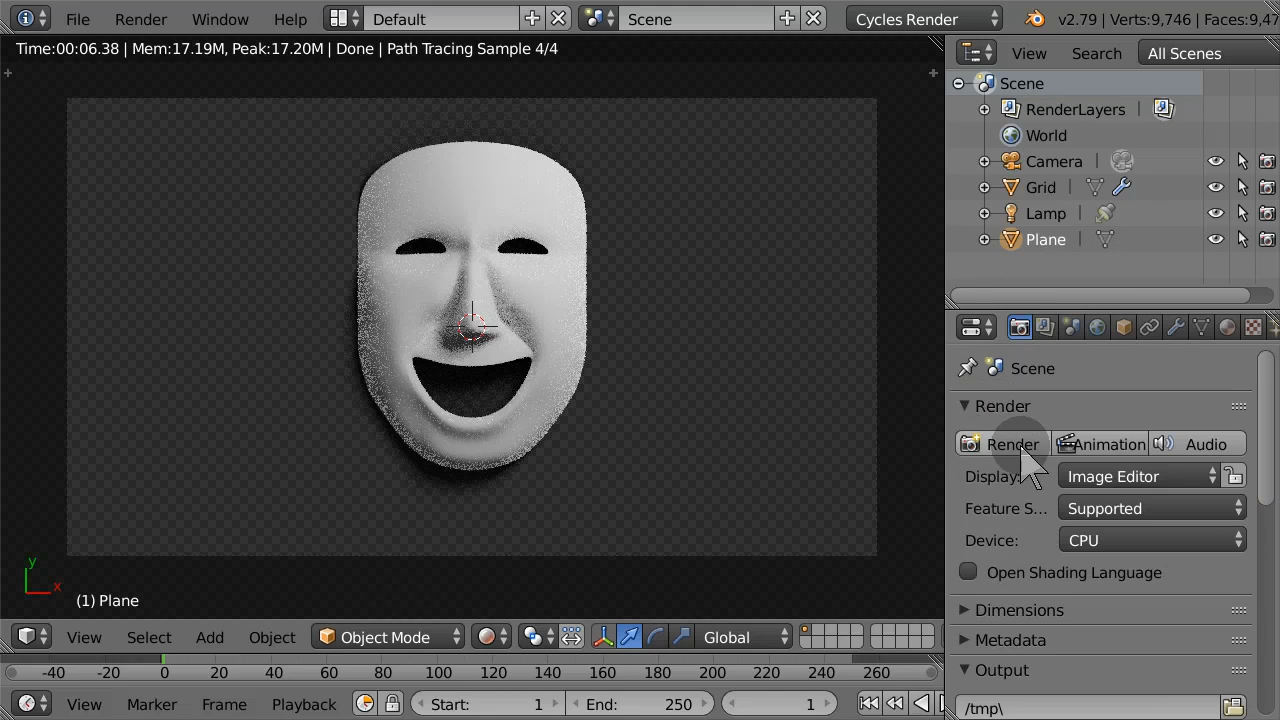 File Render Window Help Default Scene Cycles Render v2.79 | Verts:9,746 | Faces:9,47
Time:00:06.38 | Mem:17.19M, Peak:17.20M | Done | Path Tracing Sample 4/4
View Search All Scenes
Scene
RenderLayers
World
Camera
Grid
Lamp
Plane
Scene
Render
Render Animation Audio
Display: Image Editor
Feature S... Supported
Device: CPU
Open Shading Language
Dimensions
Metadata
Output
/tmp\
y
x
(1) Plane
View Select Add Object Object Mode Global
-40 -20 0 20 40 60 80 100 120 140 160 180 200 220 240 260
View Marker Frame Playback Start: 1 End: 250 1